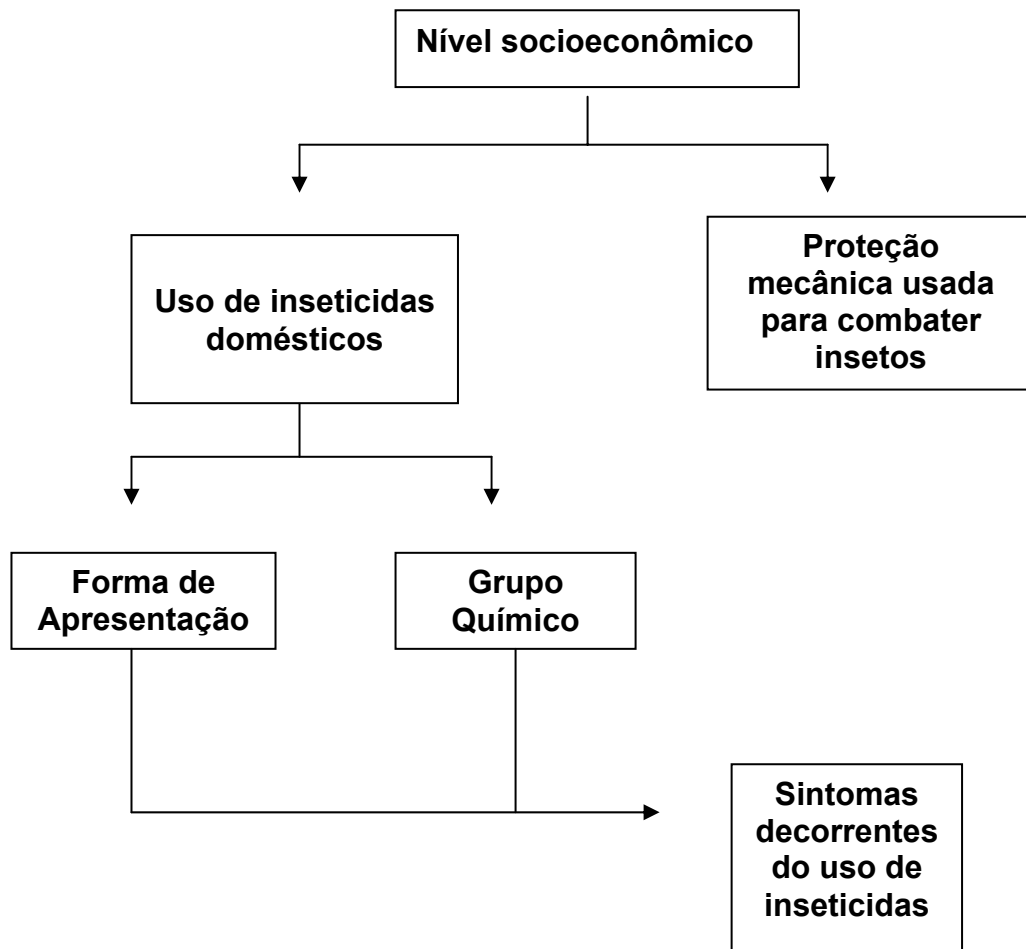 Nível socioeconômico
Uso de inseticidas
domésticos
Proteção
mecânica usada
para combater
insetos
Forma de
Apresentação
Grupo
Químico
Sintomas
decorrentes
do uso de
inseticidas